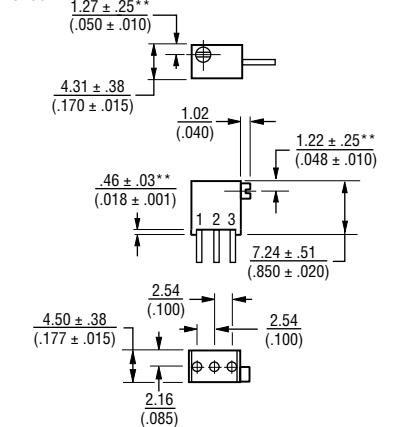 1.27 ± .25**
(.050 ± .010)
4.31 ± .38
(.170 ± .015)
1.02
(.040)
1.22 ± .25**
(.048 ± .010)
.46 ± .03**
(.018 ± .001)
1 2 3
7.24 ± .51
(.850 ± .020)
2.54
(.100)
4.50 ± .38
(.177 ± .015)
2.54
(.100)
2.16
(.085)